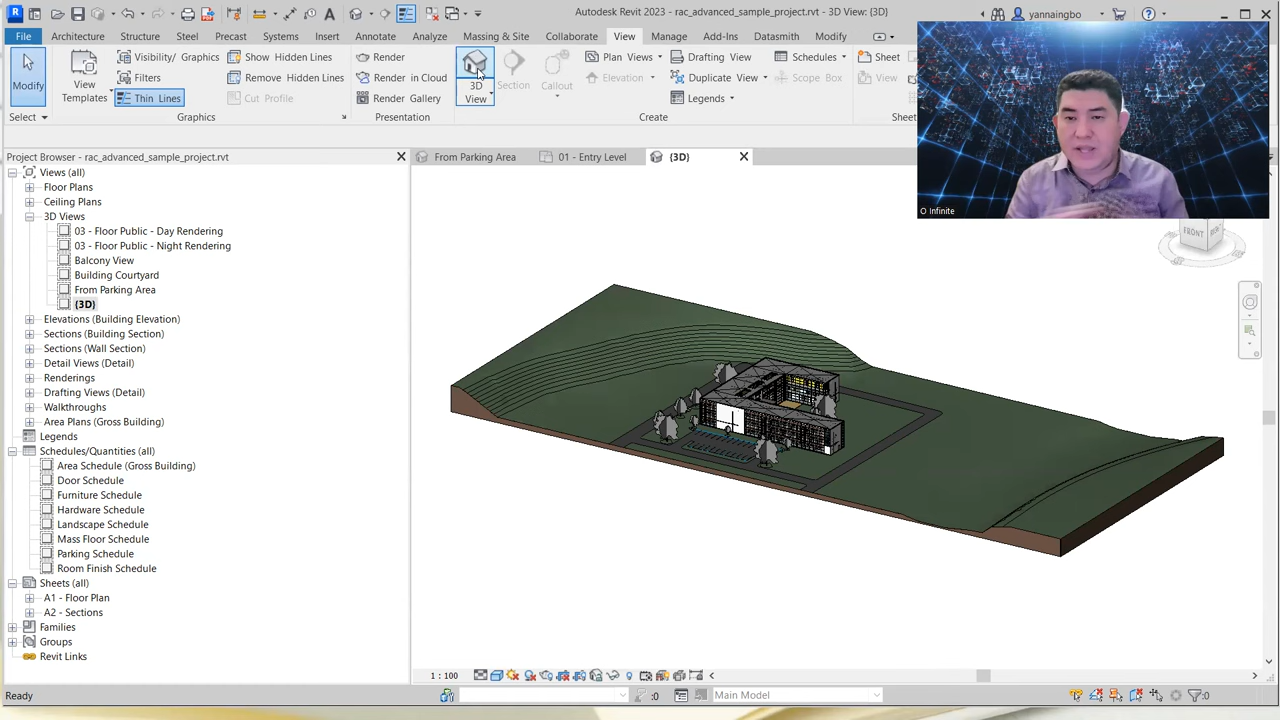 Autodesk Revit 2023 - rac_advanced_sample_project.rvt - 3D View: {3D}
yannaingbo
File Architecture Structure Steel Precast Systems Insert Annotate Analyze Massing & Site Collaborate View Manage Add-Ins Datasmith Modify
Modify
View
Templates
Visibility/ Graphics
Filters
Thin Lines
Show Hidden Lines
Remove Hidden Lines
Cut Profile
Render
Render in Cloud
Render Gallery
3D
View
Section
Callout
Plan Views
Elevation
Drafting View
Duplicate View
Legends
Schedules
Scope Box
Sheet
View
Select Graphics Presentation Create Sheet
O Infinite
Project Browser - rac_advanced_sample_project.rvt
From Parking Area 01 - Entry Level {3D}
Views (all)
Floor Plans
Ceiling Plans
3D Views
03 - Floor Public - Day Rendering
03 - Floor Public - Night Rendering
Balcony View
Building Courtyard
From Parking Area
{3D}
Elevations (Building Elevation)
Sections (Building Section)
Sections (Wall Section)
Detail Views (Detail)
Renderings
Drafting Views (Detail)
Walkthroughs
Area Plans (Gross Building)
Legends
Schedules/Quantities (all)
Area Schedule (Gross Building)
Door Schedule
Furniture Schedule
Hardware Schedule
Landscape Schedule
Mass Floor Schedule
Parking Schedule
Room Finish Schedule
Sheets (all)
A1 - Floor Plan
A2 - Sections
Families
Groups
Revit Links
FRONT
1 : 100
Ready
:0
Main Model
:0